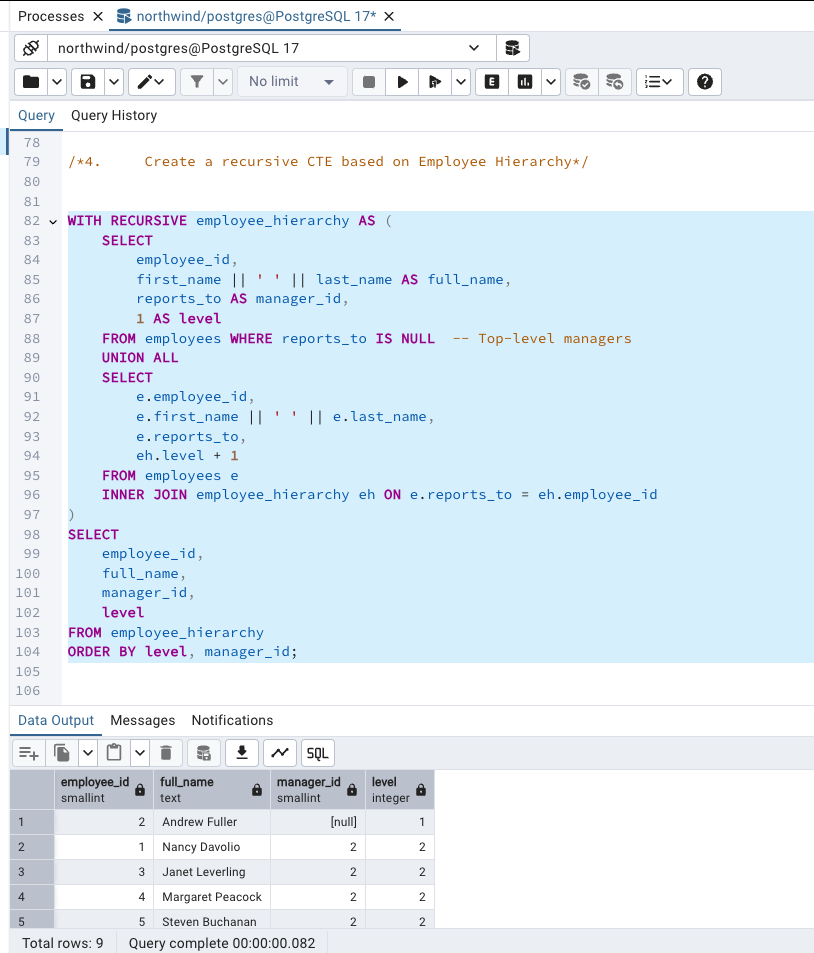 Processes
northwind/postgres@PostgreSQL 17*
northwind/postgres@PostgreSQL 17
No limit
E
Query Query History
78
79 /*4. Create a recursive CTE based on Employee Hierarchy*/
80
81
82 WITH RECURSIVE employee_hierarchy AS (
83 SELECT
84 employee_id,
85 first_name || ' ' || last_name AS full_name,
86 reports_to AS manager_id,
87 1 AS level
88 FROM employees WHERE reports_to IS NULL -- Top-level managers
89 UNION ALL
90 SELECT
91 e.employee_id,
92 e.first_name || ' ' || e.last_name,
93 e.reports_to,
94 eh.level + 1
95 FROM employees e
96 INNER JOIN employee_hierarchy eh ON e.reports_to = eh.employee_id
97 )
98 SELECT
99 employee_id,
100 full_name,
101 manager_id,
102 level
103 FROM employee_hierarchy
104 ORDER BY level, manager_id;
105
106
Data Output Messages Notifications
SQL
employee_id full_name manager_id level
smallint text smallint integer
1 2 Andrew Fuller [null] 1
2 1 Nancy Davolio 2 2
3 3 Janet Leverling 2 2
4 4 Margaret Peacock 2 2
5 5 Steven Buchanan 2 2
Total rows: 9 Query complete 00:00:00.082